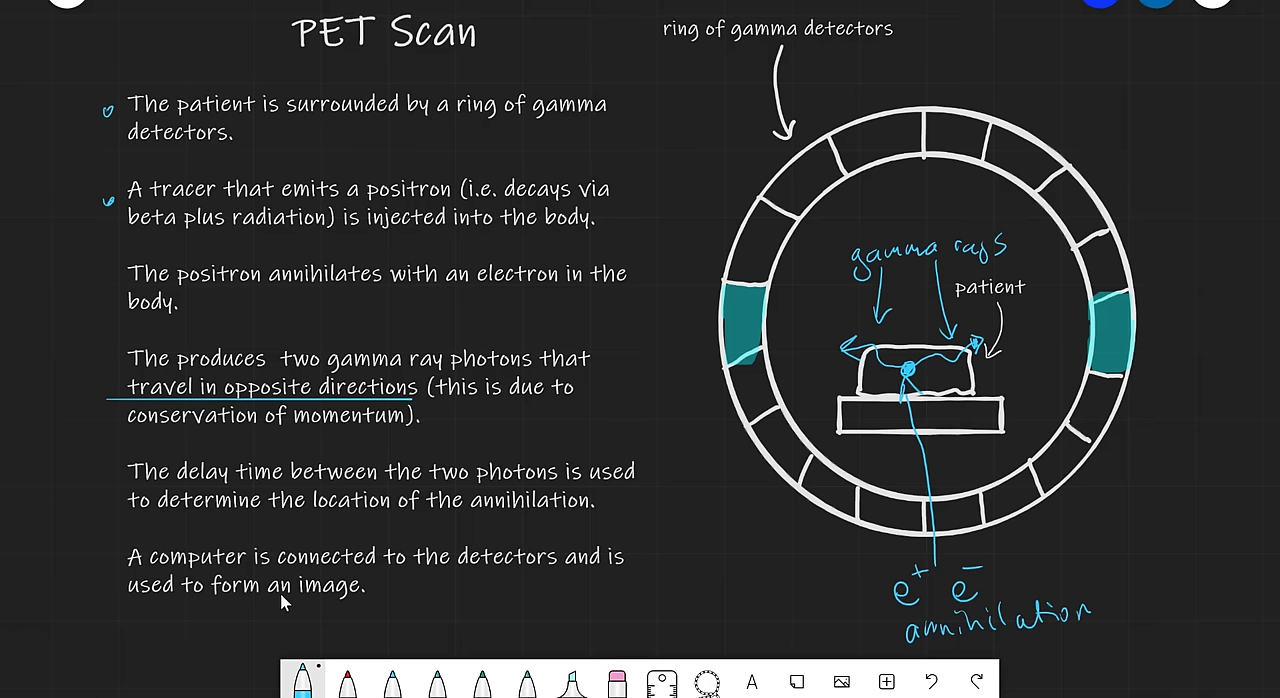 PET Scan
The patient is surrounded by a ring of gamma
detectors.
A tracer that emits a positron (i.e. decays via
beta plus radiation) is injected into the body.
The positron annihilates with an electron in the
body.
The produces two gamma ray photons that
travel in opposite directions (this is due to
conservation of momentum).
The delay time between the two photons is used
to determine the location of the annihilation.
A computer is connected to the detectors and is
used to form an image.
ring of gamma detectors
gamma rays
patient
e⁺ e⁻
annihilation
A